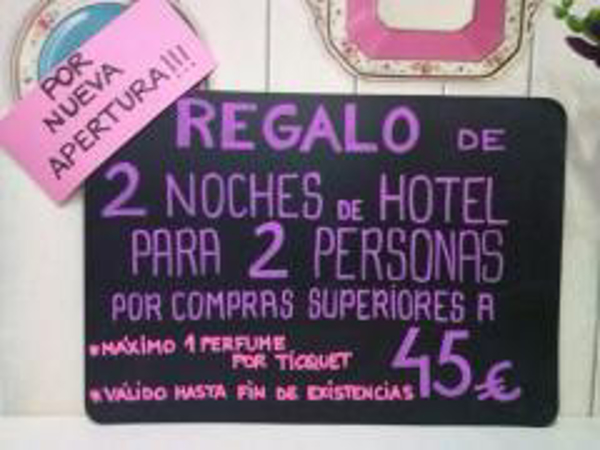 POR
NUEVA
APERTURA!!!
REGALO DE
2 NOCHES DE HOTEL
PARA 2 PERSONAS
POR COMPRAS SUPERIORES A
45€
*MÁXIMO 1 PERFUME
POR TICQUET
*VÁLIDO HASTA FIN DE EXISTENCIAS